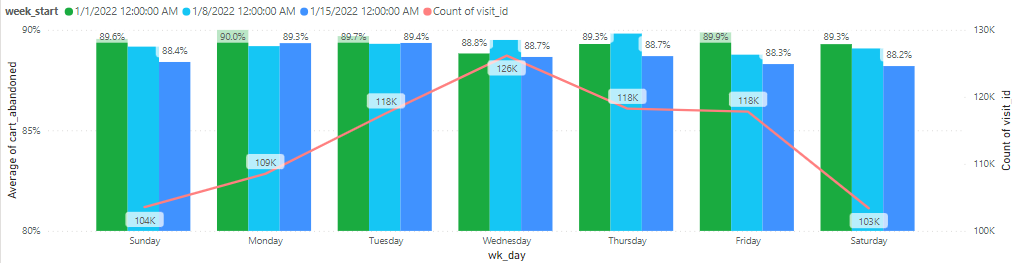 week_start 1/1/2022 12:00:00 AM 1/8/2022 12:00:00 AM 1/15/2022 12:00:00 AM Count of visit_id
Average of cart_abandoned
90%
85%
80%
89.6%
88.4%
90.0%
89.3%
89.7%
89.4%
88.8%
88.7%
89.3%
88.7%
89.9%
88.3%
89.3%
88.2%
104K
109K
118K
126K
118K
118K
103K
130K
120K
110K
100K
Count of visit_id
Sunday Monday Tuesday Wednesday Thursday Friday Saturday
wk_day